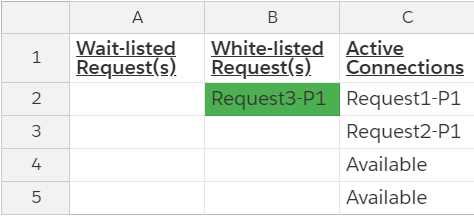 A B C
1 Wait-listed White-listed Active
Request(s) Request(s) Connections
2 Request3-P1 Request1-P1
3 Request2-P1
4 Available
5 Available